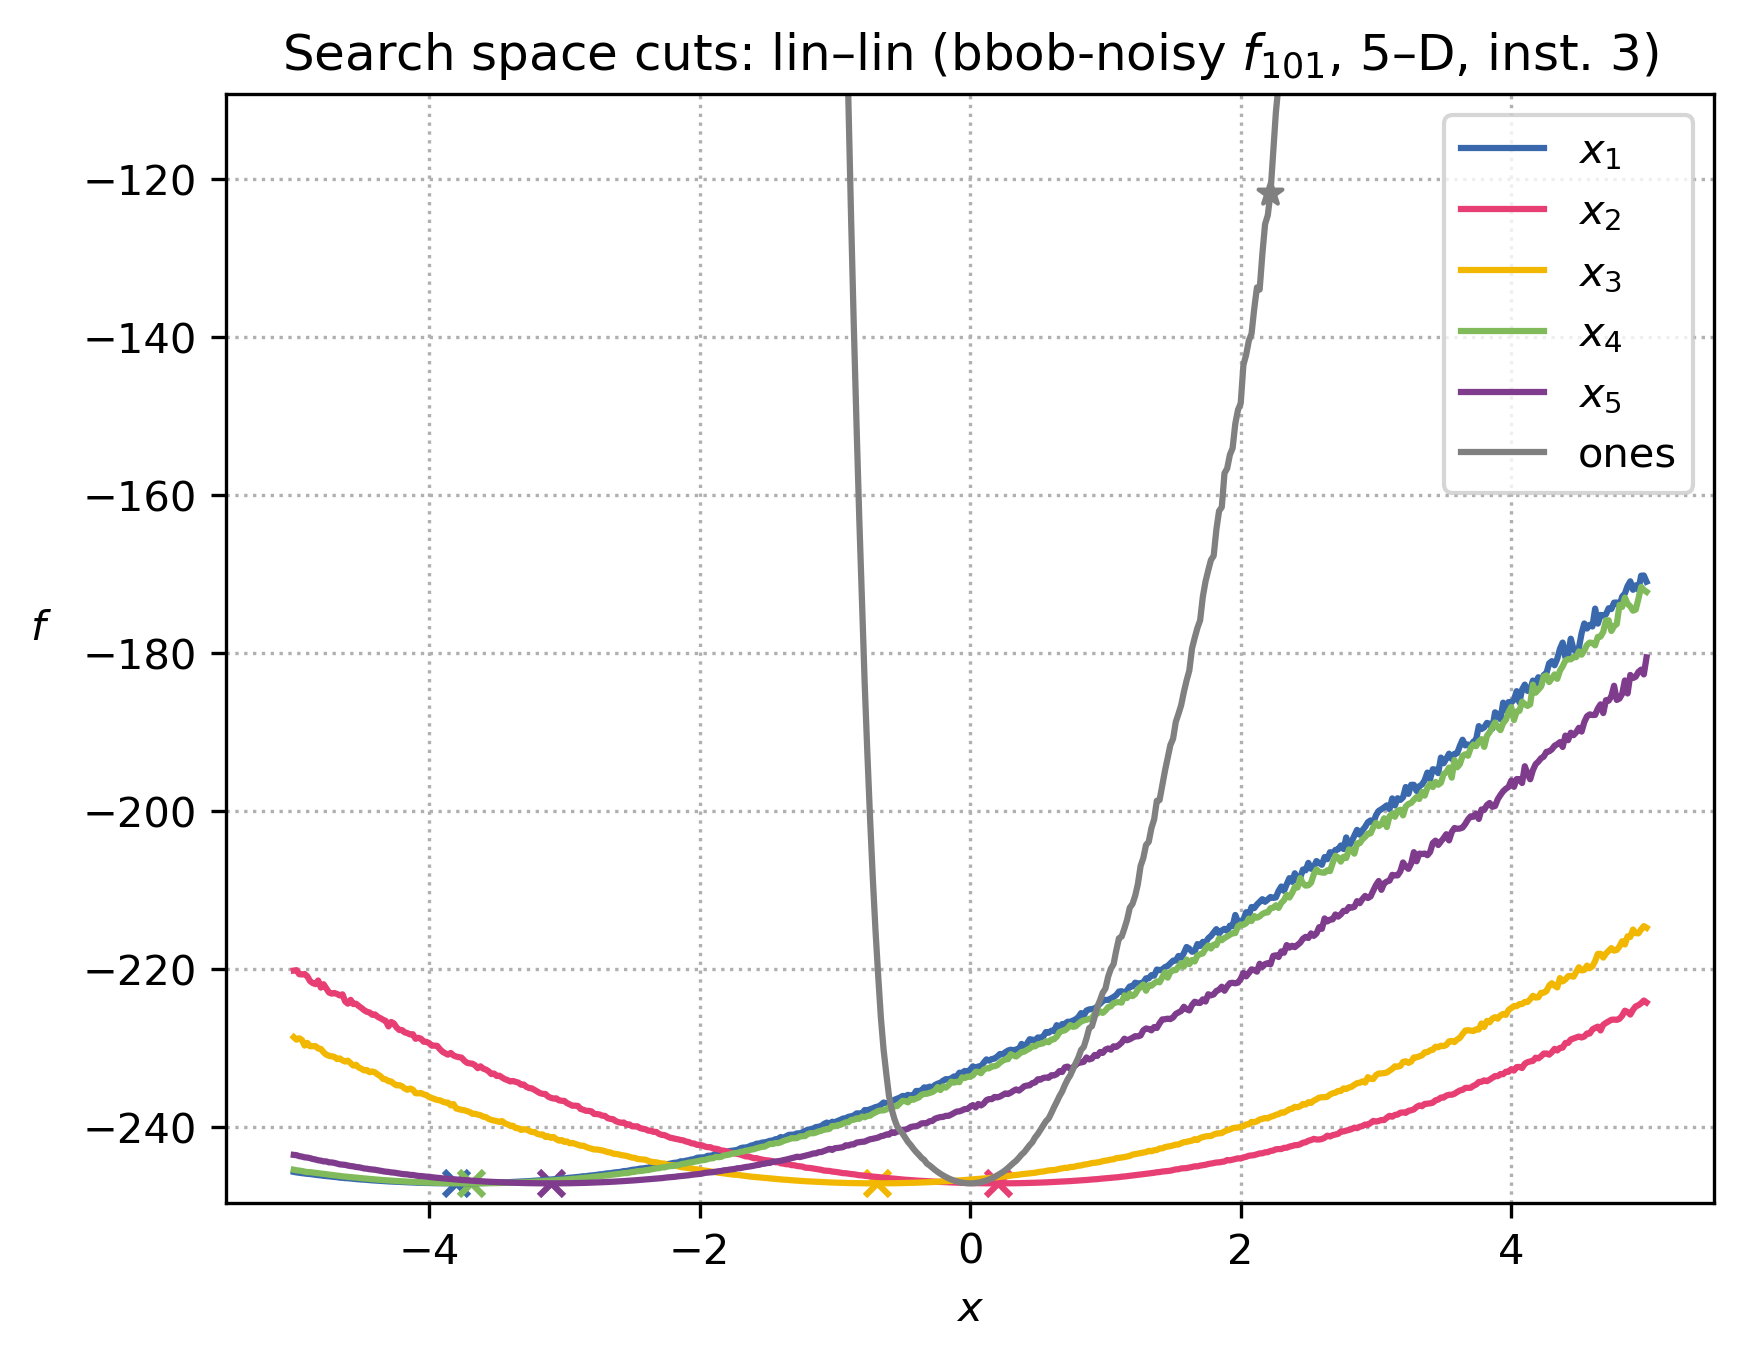 Search space cuts: lin–lin (bbob-noisy f₁₀₁, 5–D, inst. 3)
−120
−140
−160
−180
−200
−220
−240
f
−4
−2
0
2
4
x
x₁
x₂
x₃
x₄
x₅
ones